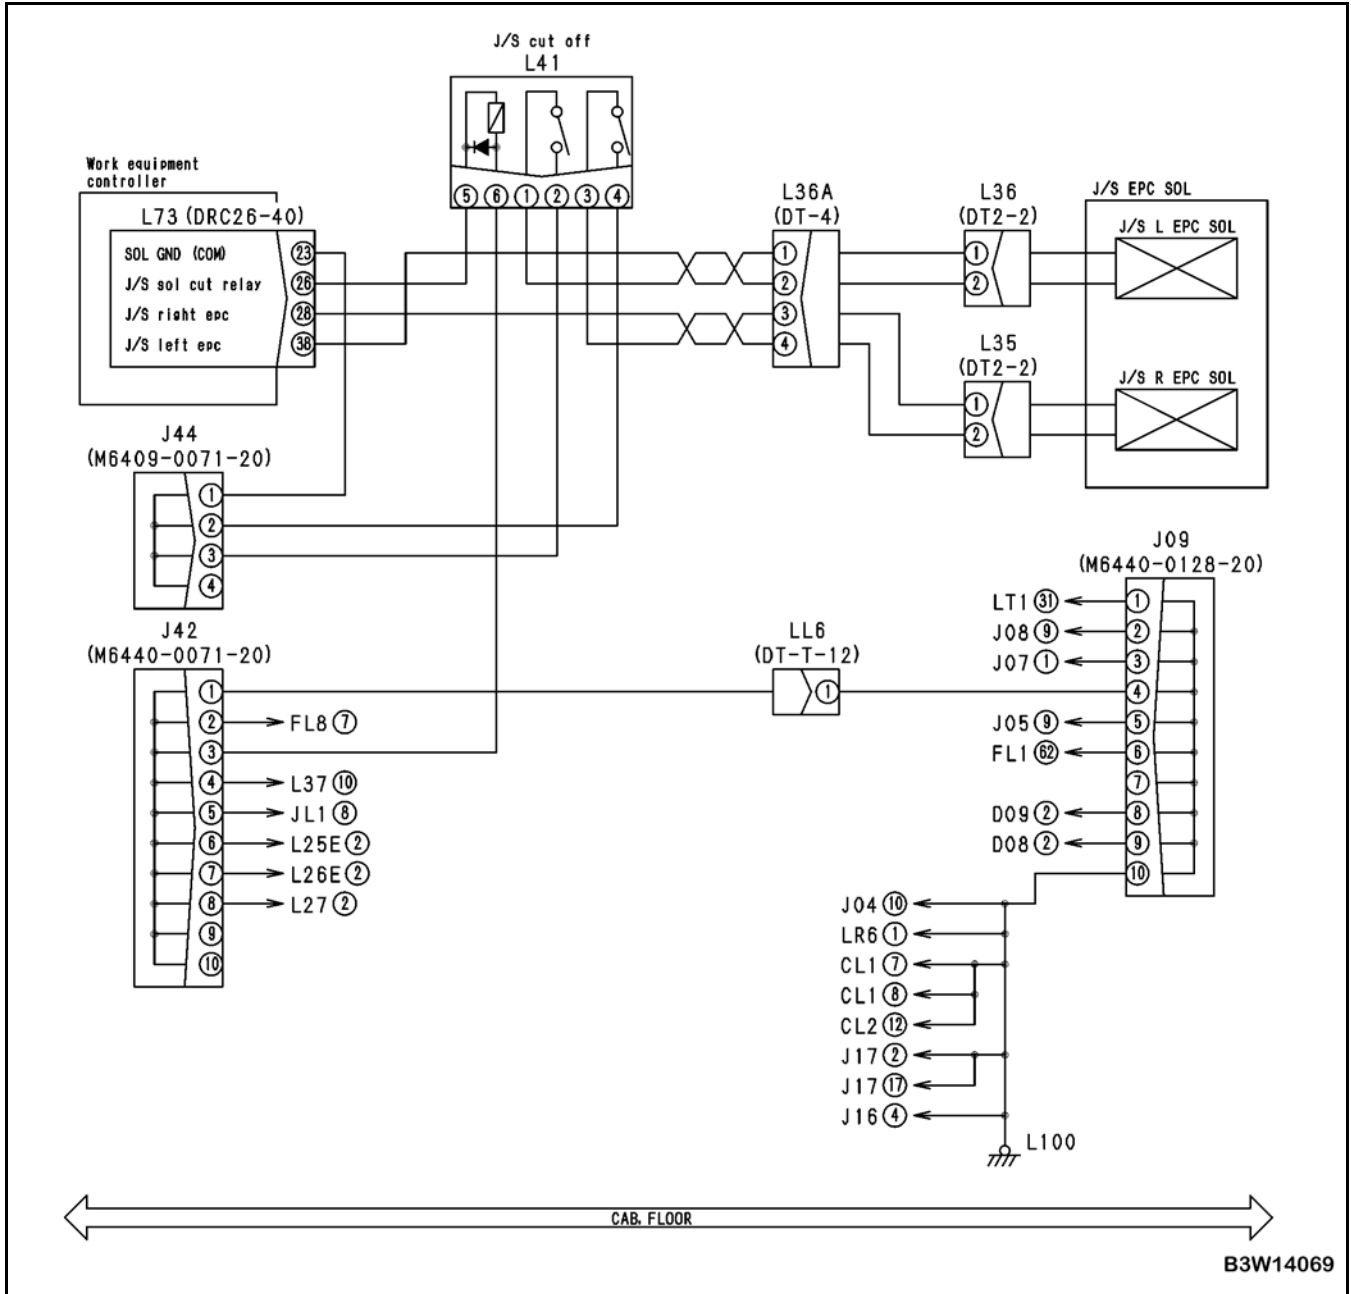 J/S cut off
L41
5 6 1 2 3 4
Work equipment
controller
L73 (DRC26-40)
SOL GND (COM) 23
J/S sol cut relay 26
J/S right epc 28
J/S left epc 38
L36A
(DT-4)
1
2
3
4
L36
(DT2-2)
1
2
L35
(DT2-2)
1
2
J/S EPC SOL
J/S L EPC SOL
J/S R EPC SOL
J44
(M6409-0071-20)
1
2
3
4
J42
(M6440-0071-20)
1
2 FL8 7
3
4 L37 10
5 JL1 8
6 L25E 2
7 L26E 2
8 L27 2
9
10
LL6
(DT-T-12)
1
J09
(M6440-0128-20)
LT1 31 1
J08 9 2
J07 1 3
4
J05 9 5
FL1 62 6
7
D09 2 8
D08 2 9
10
J04 10
LR6 1
CL1 7
CL1 8
CL2 12
J17 2
J17 17
J16 4
L100
CAB. FLOOR
B3W14069